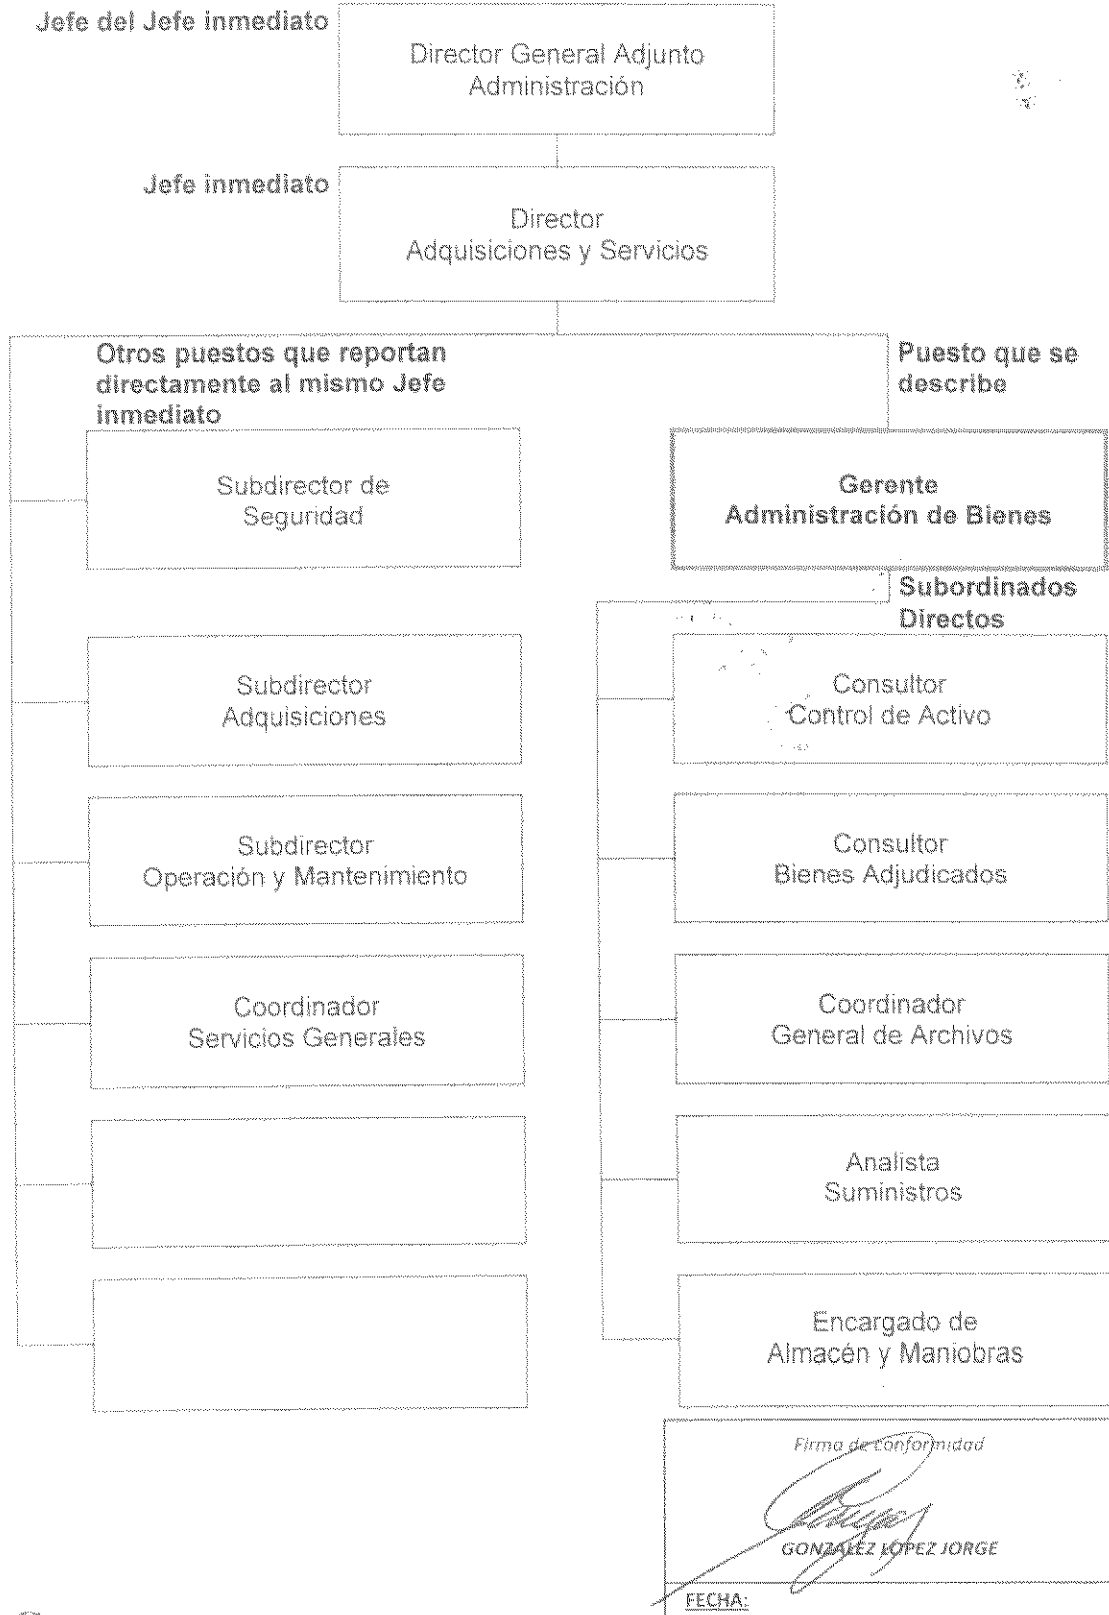 Jefe del Jefe inmediato
Director General Adjunto
Administración
Jefe inmediato
Director
Adquisiciones y Servicios
Otros puestos que reportan
directamente al mismo Jefe
inmediato
Puesto que se
describe
Subdirector de
Seguridad
Gerente
Administración de Bienes
Subordinados
Directos
Subdirector
Adquisiciones
Consultor
Control de Activo
Subdirector
Operación y Mantenimiento
Consultor
Bienes Adjudicados
Coordinador
Servicios Generales
Coordinador
General de Archivos
Analista
Suministros
Encargado de
Almacén y Maniobras
Firma de conformidad
GONZALEZ LOPEZ JORGE
FECHA: